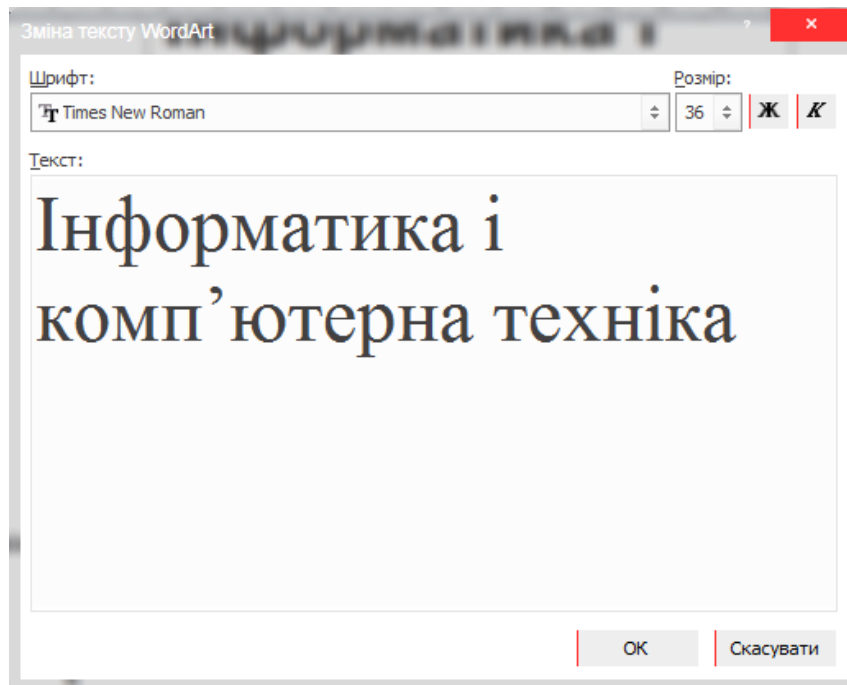 Зміна тексту WordArt
?
×
Шрифт:
Розмір:
Times New Roman
36
Ж
К
Текст:
Інформатика і
комп’ютерна техніка
OK
Скасувати